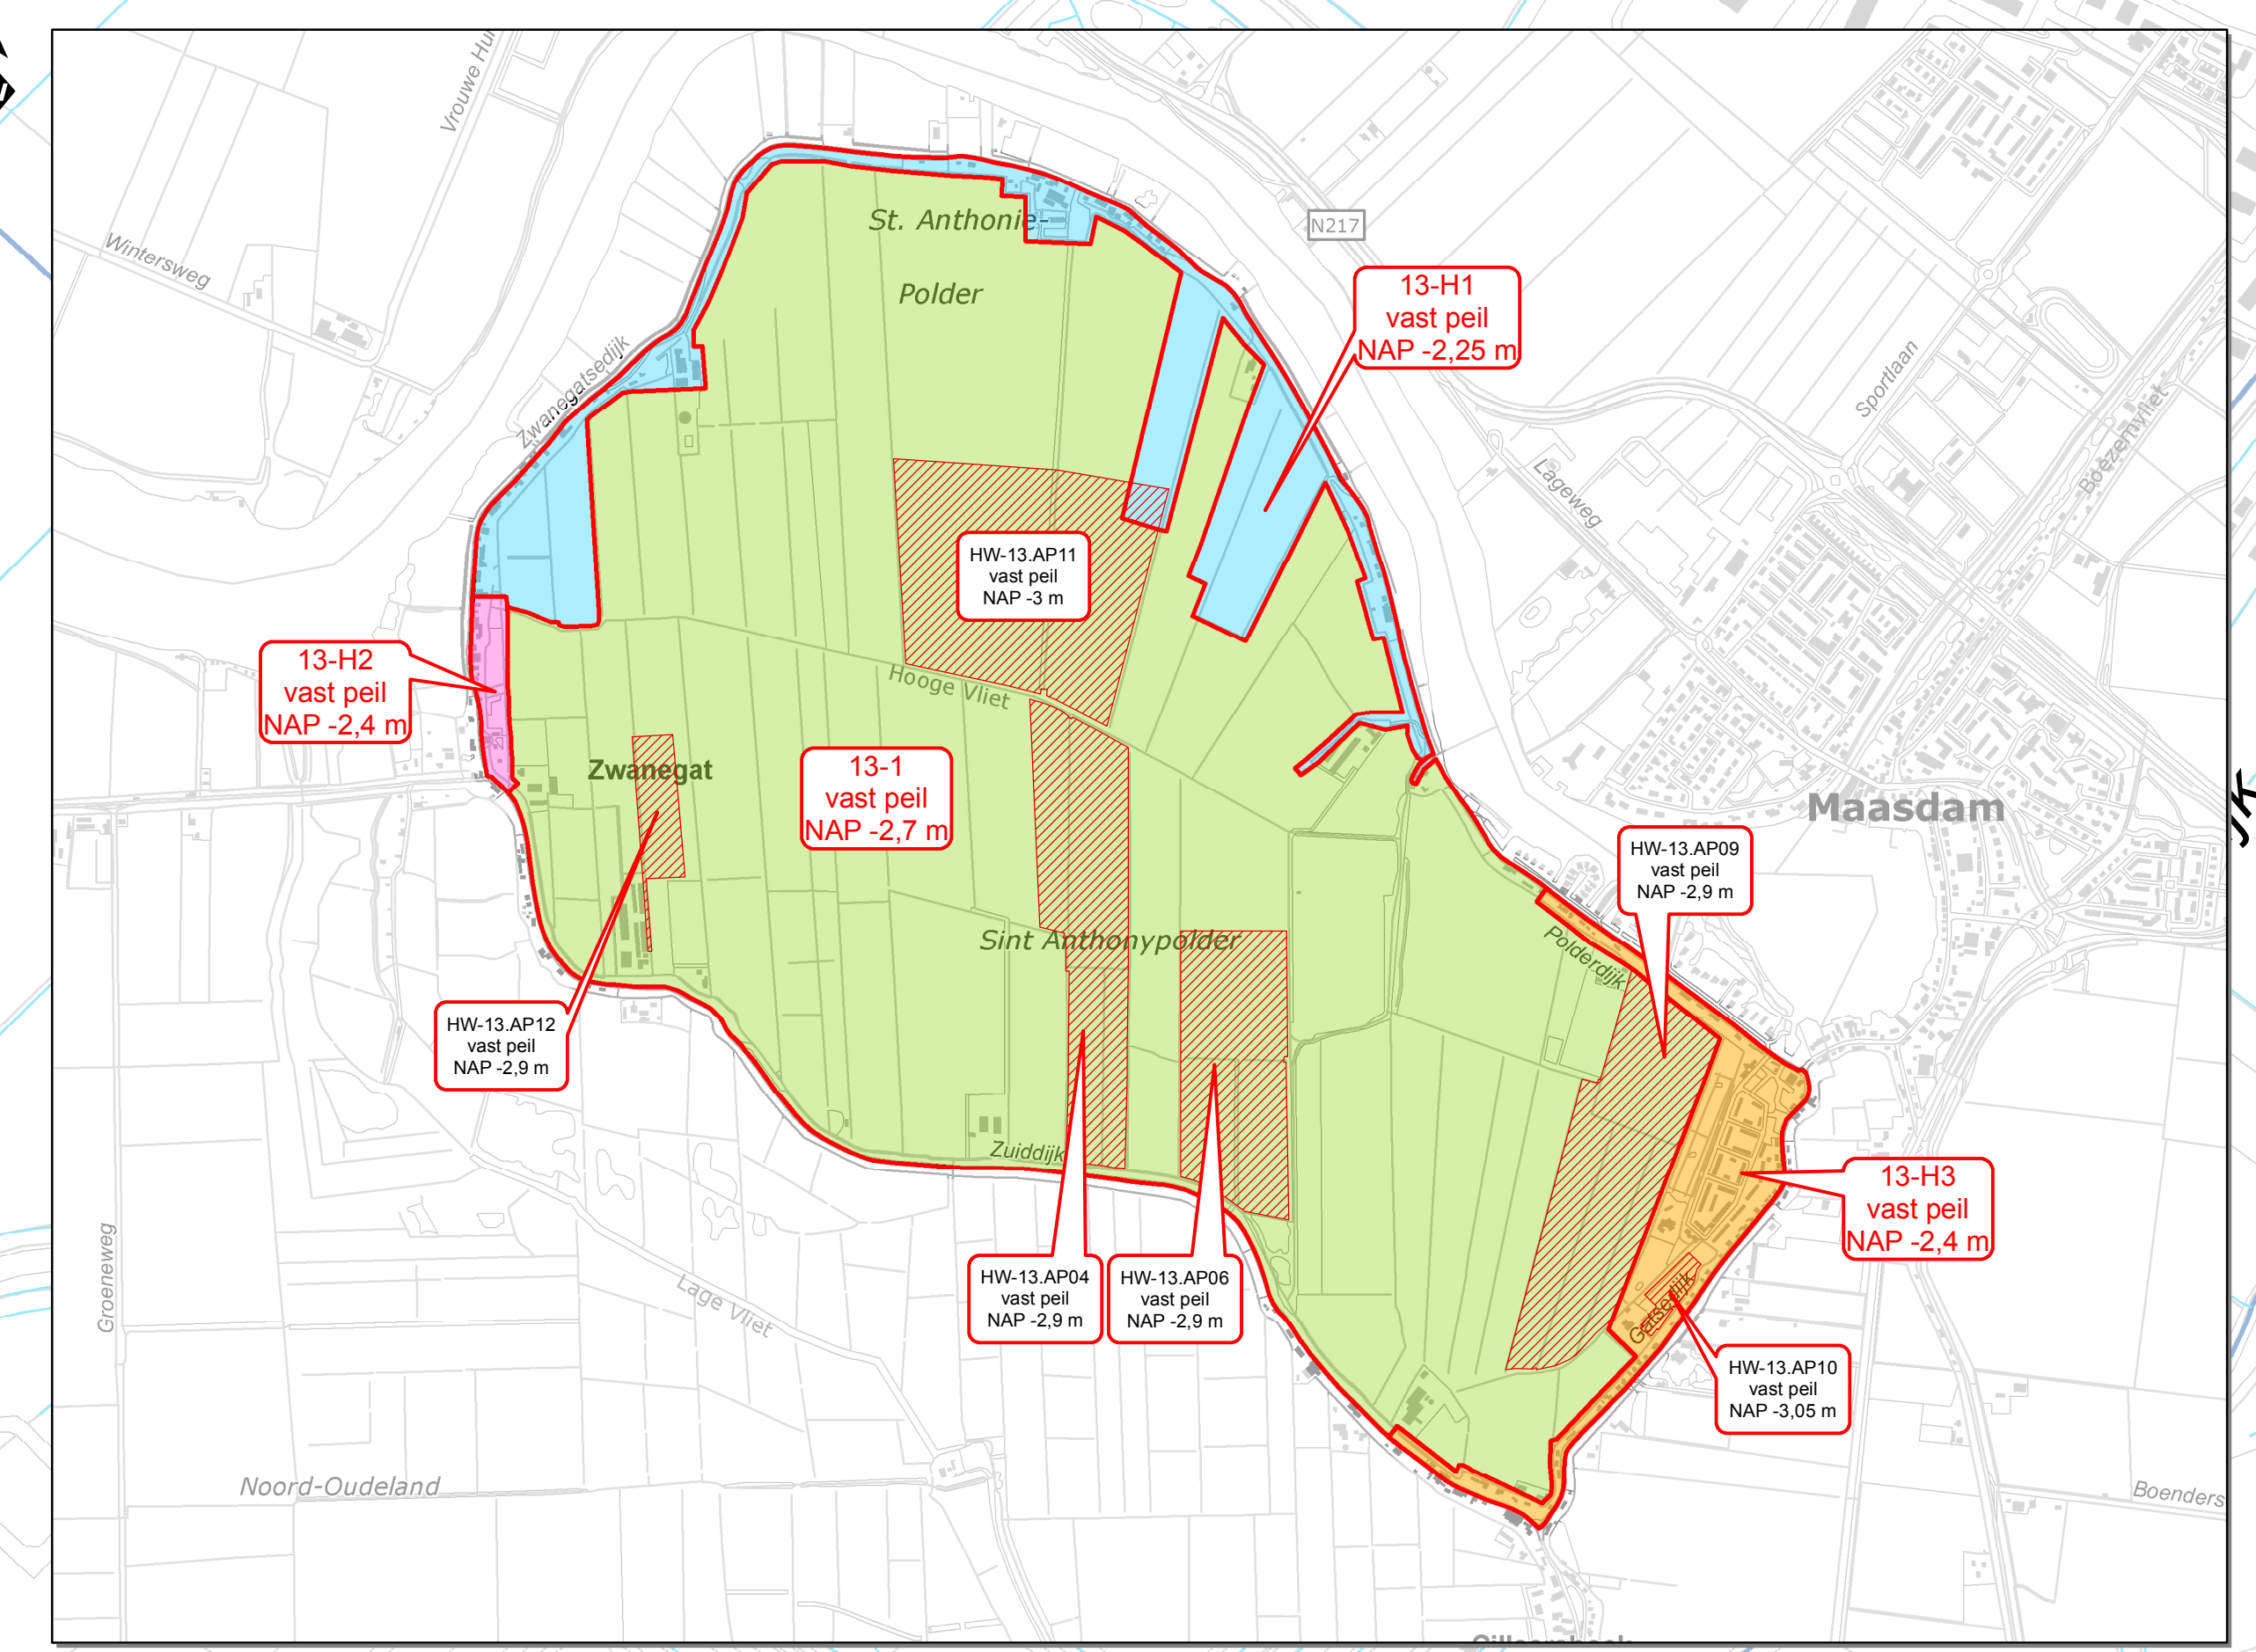 Vrouwe Hui
Wintersweg
St. Anthonie-
Polder
N217
13-H1
vast peil
NAP -2,25 m
Zwanegatsedijk
Sportlaan
Boezemvliet
Lageweg
HW-13.AP11
vast peil
NAP -3 m
13-H2
vast peil
NAP -2,4 m
Hooge Vliet
Zwanegat
13-1
vast peil
NAP -2,7 m
Maasdam
HW-13.AP09
vast peil
NAP -2,9 m
Sint Anthonypolder
Polderdijk
HW-13.AP12
vast peil
NAP -2,9 m
Zuiddijk
13-H3
vast peil
NAP -2,4 m
Groeneweg
Lage Vliet
HW-13.AP04
vast peil
NAP -2,9 m
HW-13.AP06
vast peil
NAP -2,9 m
Gatsedijk
HW-13.AP10
vast peil
NAP -3,05 m
Noord-Oudeland
Boenders